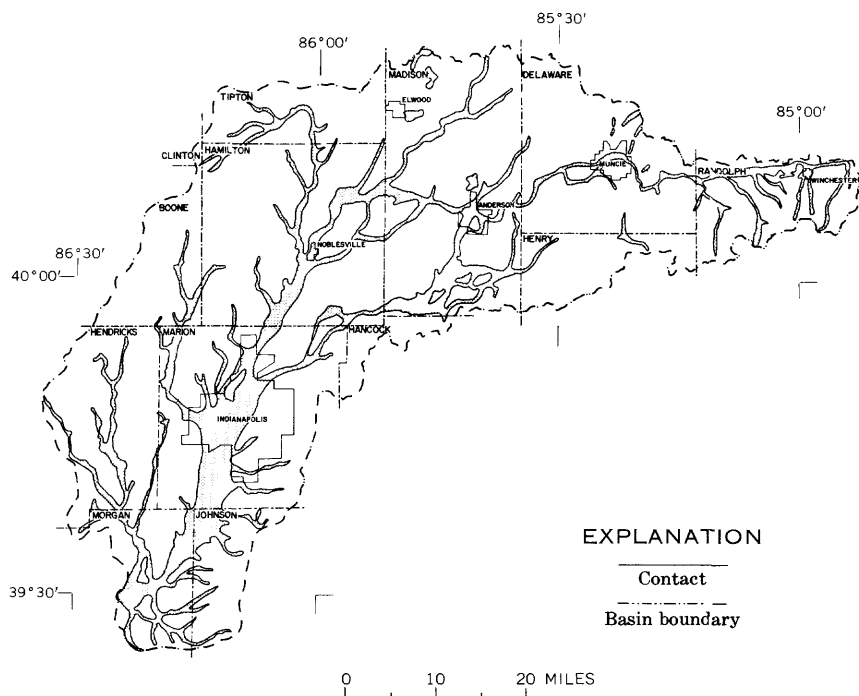 85°30'
86°00'
MADISON
DELAWARE
TIPTON
ELWOOD
85°00'
CLINTON
HAMILTON
MUNCIE
RANDOLPH
WINCHESTER
BOONE
ANDERSON
NOBLESVILLE
HENRY
86°30'
40°00'
HENDRICKS
MARION
HANCOCK
INDIANAPOLIS
MORGAN
JOHNSON
EXPLANATION
Contact
39°30'
Basin boundary
0 10 20 MILES